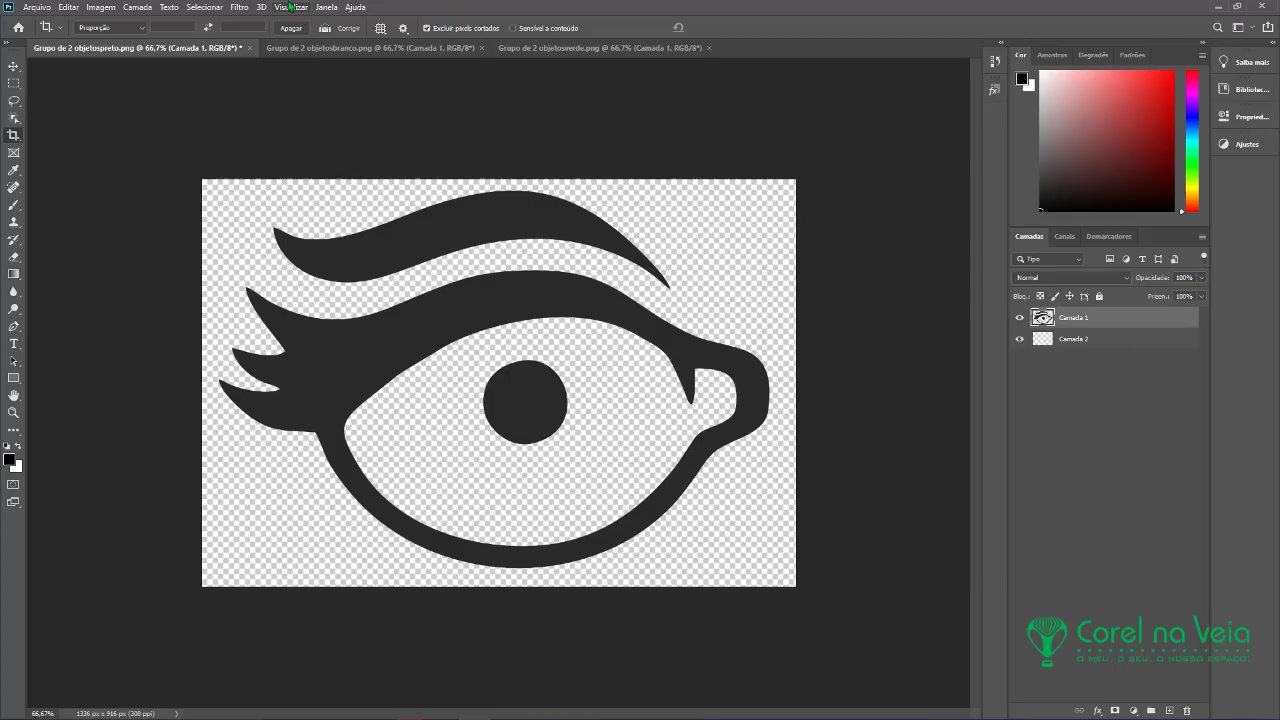 Ps Arquivo Editar Imagem Camada Texto Selecionar Filtro 3D Visualizar Janela Ajuda
Proporção Apagar Corrigir Excluir pixels cortados Sensível a conteúdo
Grupo de 2 objetospreto.png @ 66,7% (Camada 1, RGB/8*) * × Grupo de 2 objetosbranco.png @ 66,7% (Camada 1, RGB/8*) × Grupo de 2 objetosverde.png @ 66,7% (Camada 1, RGB/8*) ×
Cor Amostras Degradês Padrões
Saiba mais
Bibliotec...
Propried...
Ajustes
Camadas Canais Demarcadores
Tipo
Normal Opacidade: 100%
Bloq.: Preen.: 100%
Camada 1
Camada 2
Corel na Veia
O MEU, O SEU, O NOSSO ESPAÇO!
66,67% 1336 px x 916 px (300 ppi)